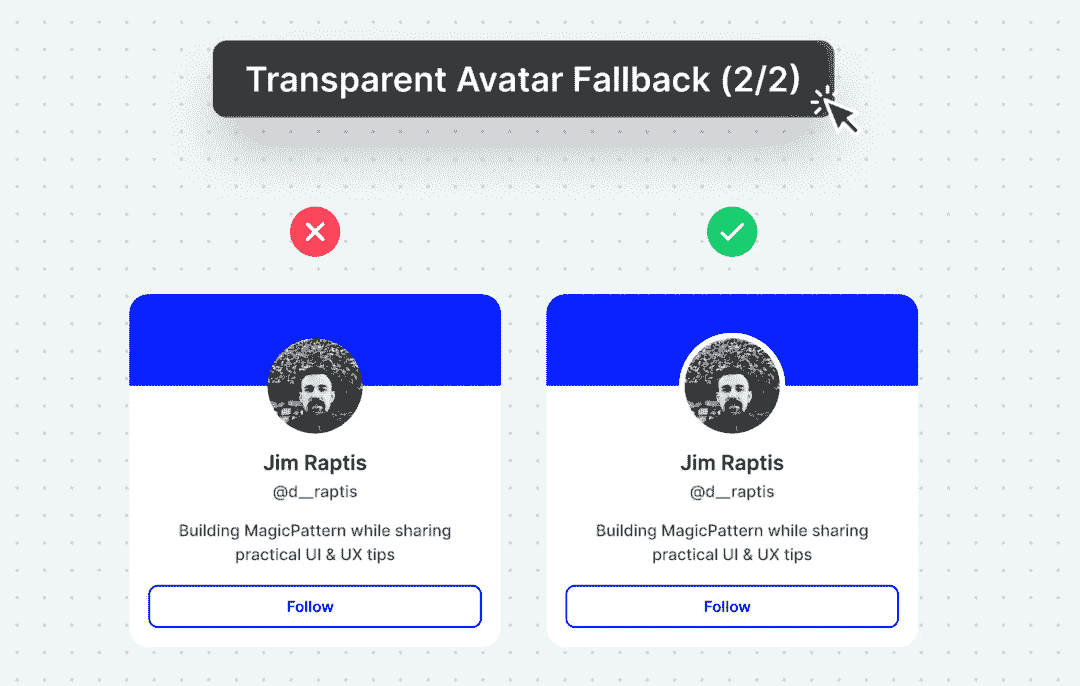 Transparent Avatar Fallback (2/2)
Jim Raptis
@d__raptis
Building MagicPattern while sharing
practical UI & UX tips
Follow
Jim Raptis
@d__raptis
Building MagicPattern while sharing
practical UI & UX tips
Follow